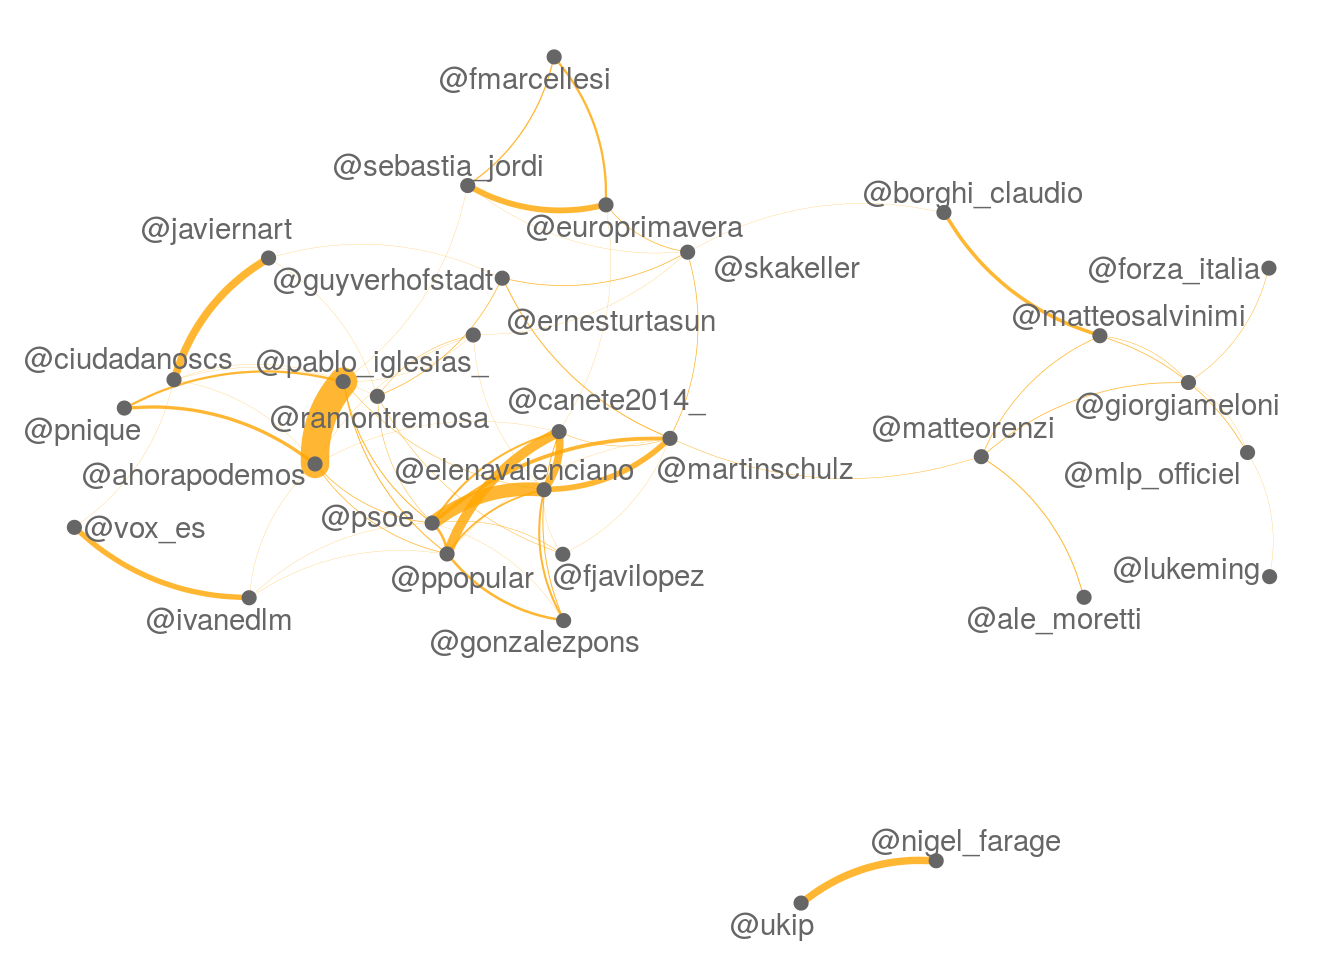 @fmarcellesi
@sebastia_jordi
@borghi_claudio
@javiernart
@europrimavera
@skakeller
@forza_italia
@guyverhofstadt
@matteosalvinimi
@ernesturtasun
@ciudadanoscs
@pablo_iglesias_
@canete2014_
@giorgiameloni
@ramontremosa
@pnique
@matteorenzi
@elenavalenciano
@martinschulz
@ahorapodemos
@mlp_officiel
@psoe
@vox_es
@lukeming
@ppopular
@fjavilopez
@ivanedlm
@ale_moretti
@gonzalezpons
@nigel_farage
@ukip